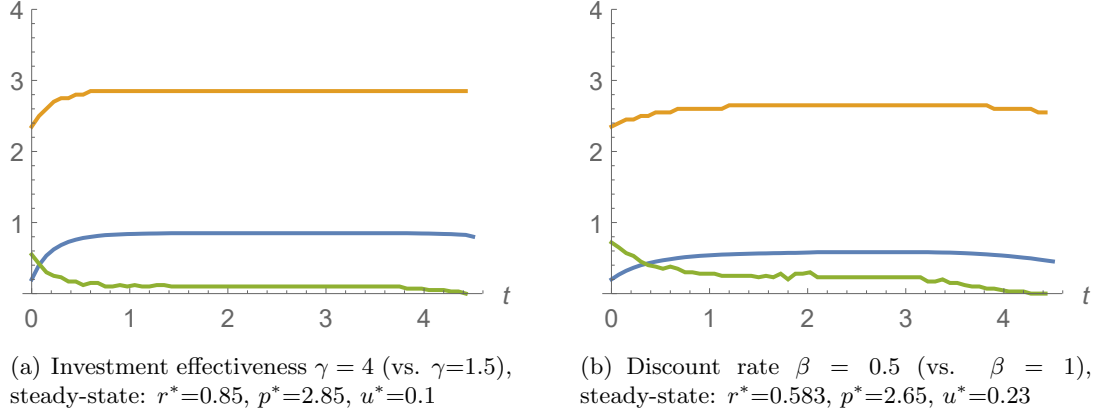 4
3
2
1
0 1 2 3 4
t
(a) Investment effectiveness γ = 4 (vs. γ=1.5),
steady-state: r*=0.85, p*=2.85, u*=0.1
4
3
2
1
0 1 2 3 4
t
(b) Discount rate β = 0.5 (vs. β = 1),
steady-state: r*=0.583, p*=2.65, u*=0.23